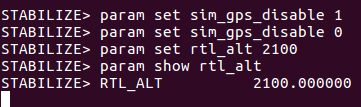 STABILIZE> param set sim_gps_disable 1
STABILIZE> param set sim_gps_disable 0
STABILIZE> param set rtl_alt 2100
STABILIZE> param show rtl_alt
STABILIZE> RTL_ALT 2100.000000